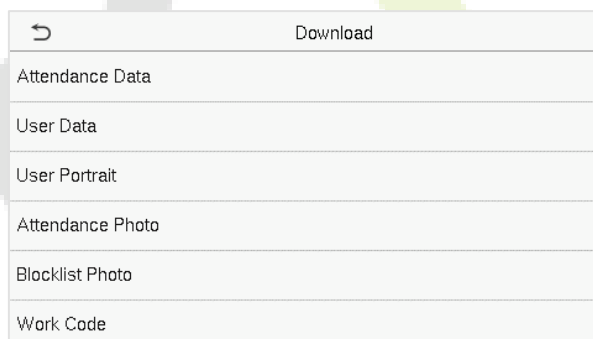 Download
Attendance Data
User Data
User Portrait
Attendance Photo
Blocklist Photo
Work Code